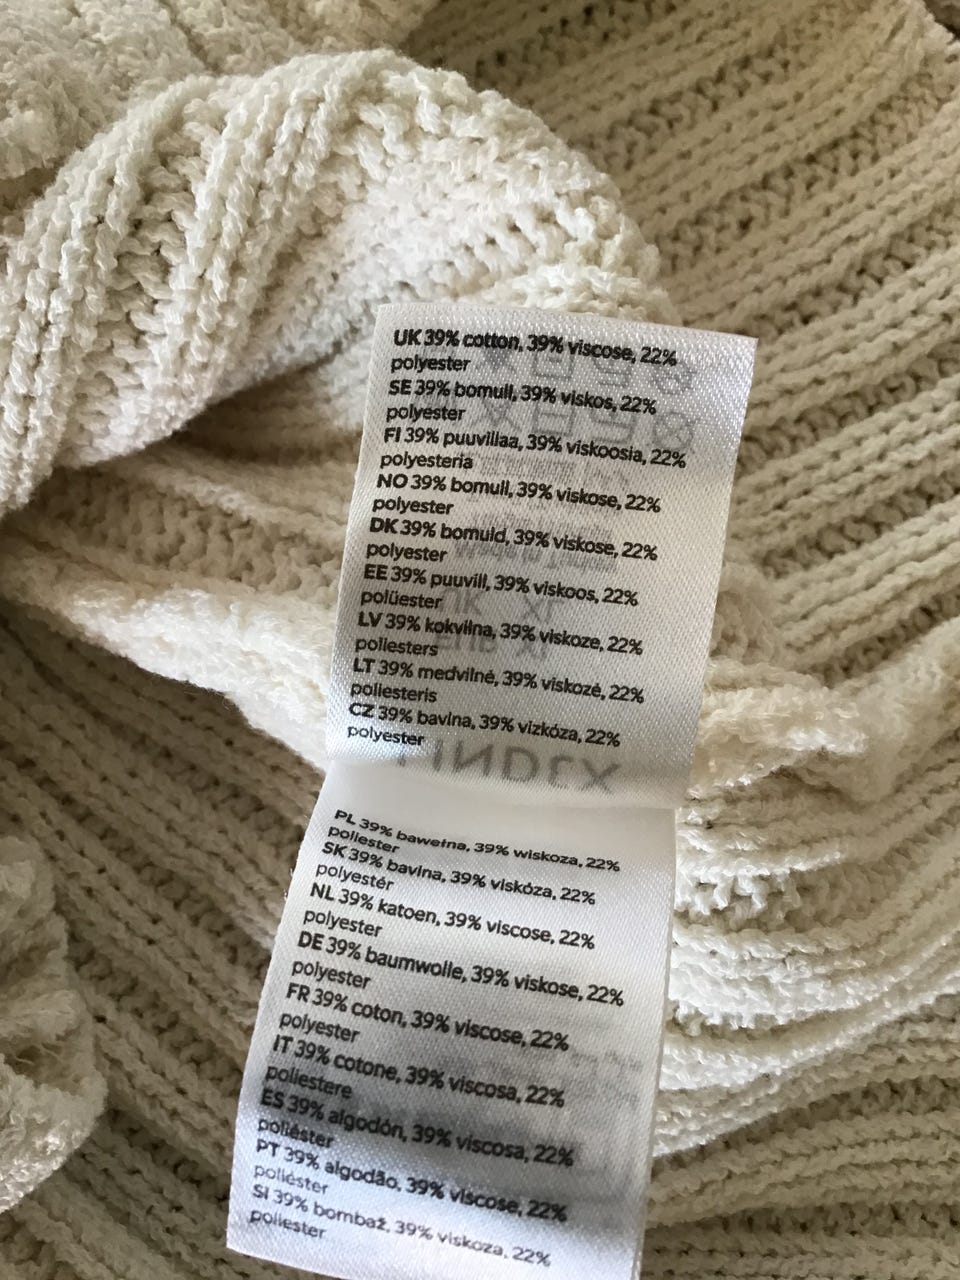 UK 39% cotton, 39% viscose, 22%
polyester
SE 39% bomull, 39% viskos, 22%
polyester
FI 39% puuvillaa, 39% viskoosia, 22%
polyesteria
NO 39% bomull, 39% viskose, 22%
polyester
DK 39% bomuld, 39% viskose, 22%
polyester
EE 39% puuvill, 39% viskoos, 22%
polüester
LV 39% kokvilna, 39% viskoze, 22%
poliesters
LT 39% medvilnė, 39% viskozė, 22%
poliesteris
CZ 39% bavlna, 39% vizkóza, 22%
polyester
PL 39% bawełna, 39% wiskoza, 22%
poliester
SK 39% bavlna, 39% viskóza, 22%
polyestér
NL 39% katoen, 39% viscose, 22%
polyester
DE 39% baumwolle, 39% viskose, 22%
polyester
FR 39% coton, 39% viscose, 22%
polyester
IT 39% cotone, 39% viscosa, 22%
poliestere
ES 39% algodón, 39% viscosa, 22%
poliéster
PT 39% algodão, 39% viscose, 22%
poliéster
SI 39% bombaž, 39% viskoza, 22%
poliester